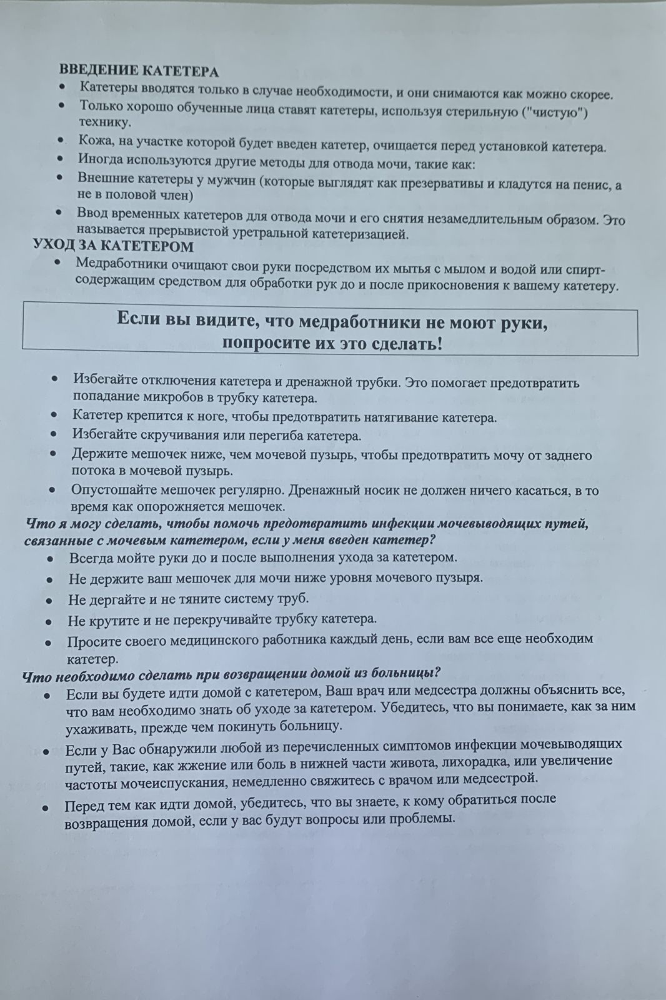 ВВЕДЕНИЕ КАТЕТЕРА
• Катетеры вводятся только в случае необходимости, и они снимаются как можно скорее.
• Только хорошо обученные лица ставят катетеры, используя стерильную ("чистую")
технику.
• Кожа, на участке которой будет введен катетер, очищается перед установкой катетера.
• Иногда используются другие методы для отвода мочи, такие как:
• Внешние катетеры у мужчин (которые выглядят как презервативы и кладутся на пенис, а
не в половой член)
• Ввод временных катетеров для отвода мочи и его снятия незамедлительным образом. Это
называется прерывистой уретральной катетеризацией.
УХОД ЗА КАТЕТЕРОМ
• Медработники очищают свои руки посредством их мытья с мылом и водой или спирт-
содержащим средством для обработки рук до и после прикосновения к вашему катетеру.
Если вы видите, что медработники не моют руки,
попросите их это сделать!
• Избегайте отключения катетера и дренажной трубки. Это помогает предотвратить
попадание микробов в трубку катетера.
• Катетер крепится к ноге, чтобы предотвратить натягивание катетера.
• Избегайте скручивания или перегиба катетера.
• Держите мешочек ниже, чем мочевой пузырь, чтобы предотвратить мочу от заднего
потока в мочевой пузырь.
• Опустошайте мешочек регулярно. Дренажный носик не должен ничего касаться, в то
время как опорожняется мешочек.
Что я могу сделать, чтобы помочь предотвратить инфекции мочевыводящих путей,
связанные с мочевым катетером, если у меня введен катетер?
• Всегда мойте руки до и после выполнения ухода за катетером.
• Не держите ваш мешочек для мочи ниже уровня мочевого пузыря.
• Не дергайте и не тяните систему труб.
• Не крутите и не перекручивайте трубку катетера.
• Просите своего медицинского работника каждый день, если вам все еще необходим
катетер.
Что необходимо сделать при возвращении домой из больницы?
• Если вы будете идти домой с катетером, Ваш врач или медсестра должны объяснить все,
что вам необходимо знать об уходе за катетером. Убедитесь, что вы понимаете, как за ним
ухаживать, прежде чем покинуть больницу.
• Если у Вас обнаружили любой из перечисленных симптомов инфекции мочевыводящих
путей, такие, как жжение или боль в нижней части живота, лихорадка, или увеличение
частоты мочеиспускания, немедленно свяжитесь с врачом или медсестрой.
• Перед тем как идти домой, убедитесь, что вы знаете, к кому обратиться после
возвращения домой, если у вас будут вопросы или проблемы.